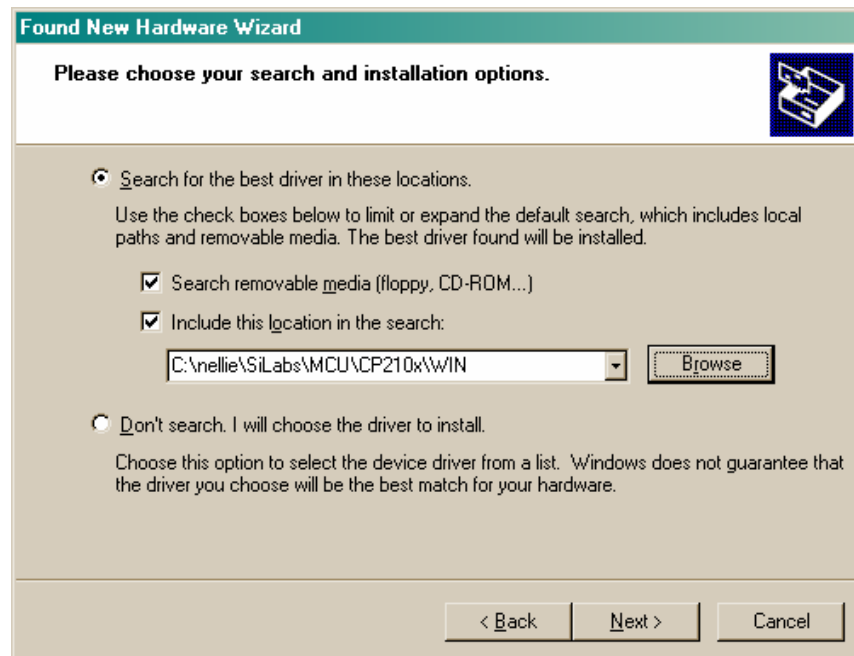 Found New Hardware Wizard
Please choose your search and installation options.
Search for the best driver in these locations.
Use the check boxes below to limit or expand the default search, which includes local
paths and removable media. The best driver found will be installed.
Search removable media (floppy, CD-ROM...)
Include this location in the search:
C:\nellie\SiLabs\MCU\CP210x\WIN
Browse
Don't search. I will choose the driver to install.
Choose this option to select the device driver from a list. Windows does not guarantee that
the driver you choose will be the best match for your hardware.
< Back Next > Cancel